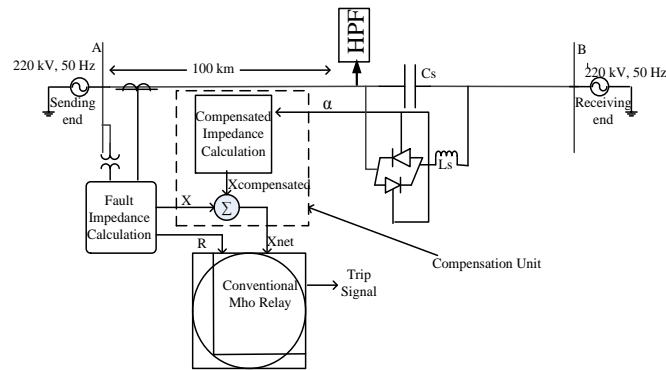 A
HPF
B
220 kV, 50 Hz
100 km
Cs
220 kV, 50 Hz
Sending
end
Receiving
end
Compensated
Impedance
Calculation
α
Ls
Xcompensated
Fault
Impedance
Calculation
X
Σ
R
Xnet
Compensation Unit
Conventional
Mho Relay
Trip
Signal